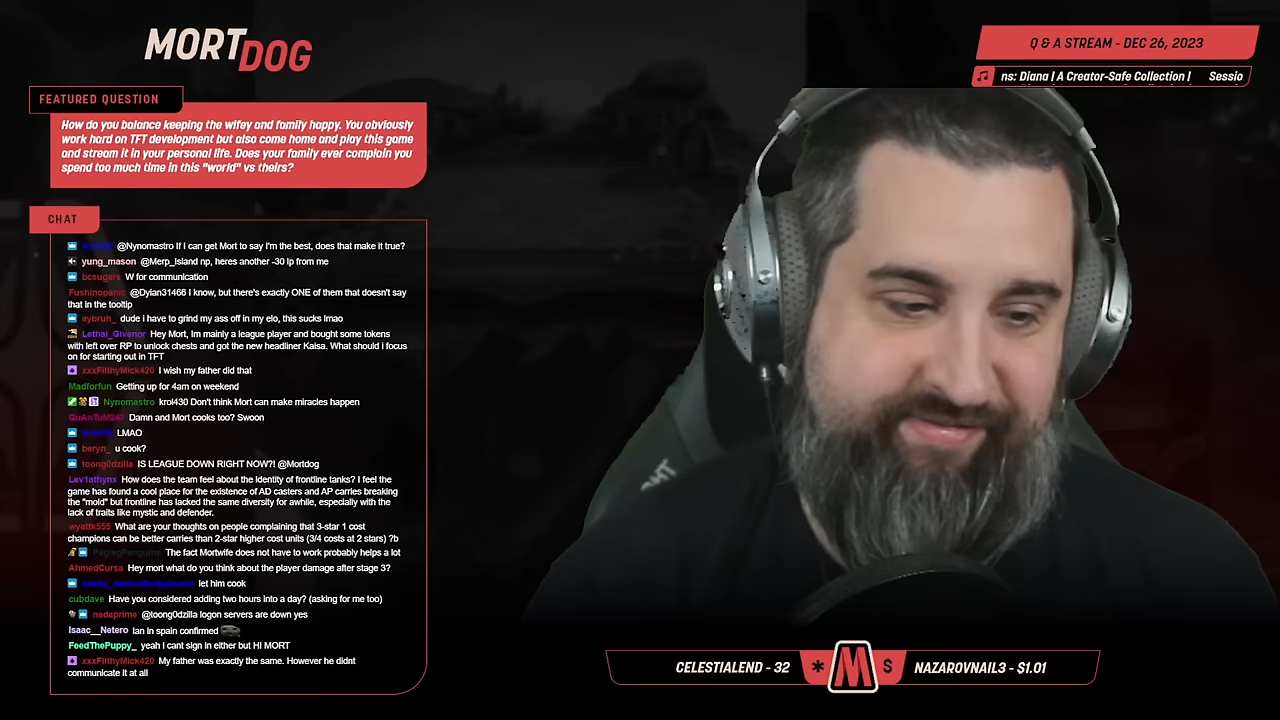 MORTDOG
Q & A STREAM - DEC 26, 2023
ns: Diana | A Creator-Safe Collection | Sessio
FEATURED QUESTION
How do you balance keeping the wifey and family happy. You obviously
work hard on TFT development but also come home and play this game
and stream it in your personal life. Does your family ever complain you
spend too much time in this "world" vs theirs?
CHAT
@Nynomastro If I can get Mort to say I'm the best, does that make it true?
yung_mason @Merp_Island np, heres another -30 lp from me
bcsugars W for communication
Fushinopanic @Dylan31466 I know, but there's exactly ONE of them that doesn't say
that in the tooltip
sybruh_ dude i have to grind my ass off in my elo, this sucks lmao
Lethal_Givenor Hey Mort, Im mainly a league player and bought some tokens
with left over RP to unlock chests and got the new headliner Kaisa. What should i focus
on for starting out in TFT
xxxFilthyMick420 I wish my father did that
Madforfun Getting up for 4am on weekend
Nynomastro krol430 Don't think Mort can make miracles happen
QuAnTuM247 Damn and Mort cooks too? Swoon
LMAO
beryn_ u cook?
toong0dzilla IS LEAGUE DOWN RIGHT NOW?! @Mortdog
Lev1athynx How does the team feel about the identity of frontline tanks? I feel the
game has found a cool place for the existence of AD casters and AP carries breaking
the "mold" but frontline has lacked the same diversity for awhile, especially with the
lack of traits like mystic and defender.
wyattk555 What are your thoughts on people complaining that 3-star 1 cost
champions can be better carries than 2-star higher cost units (3/4 costs at 2 stars) ?b
The fact Mortwife does not have to work probably helps a lot
AhmedCursa Hey mort what do you think about the player damage after stage 3?
let him cook
cubdave Have you considered adding two hours into a day? (asking for me too)
nadaprime @toong0dzilla logon servers are down yes
Isaac__Netero Ian in spain confirmed
FeedThePuppy_ yeah i cant sign in either but HI MORT
xxxFilthyMick420 My father was exactly the same. However he didnt
communicate it at all
CELESTIALEND - 32 * M $ NAZAROVNAIL3 - $1.01